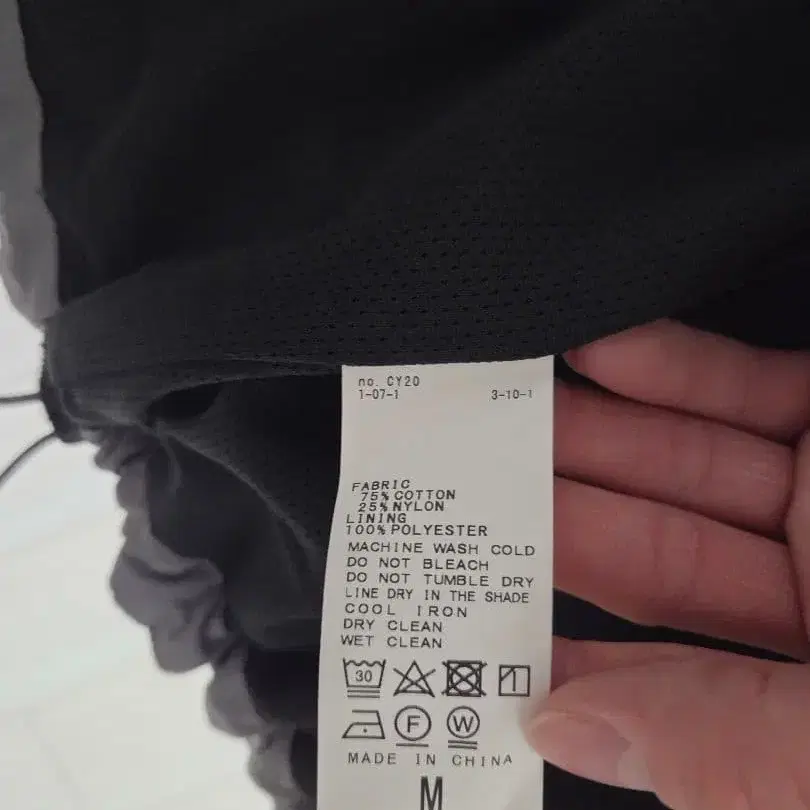 no. CY20
1-07-1 3-10-1
FABRIC
75% COTTON
25% NYLON
LINING
100% POLYESTER
MACHINE WASH COLD
DO NOT BLEACH
DO NOT TUMBLE DRY
LINE DRY IN THE SHADE
COOL IRON
DRY CLEAN
WET CLEAN
30
F W
MADE IN CHINA
M